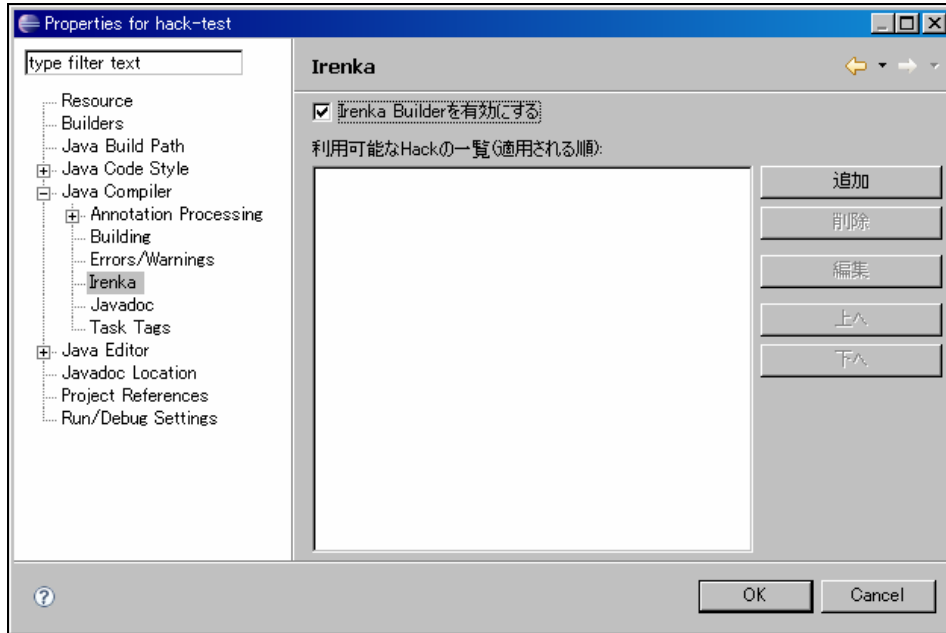 Properties for hack-test
type filter text
Resource
Builders
Java Build Path
Java Code Style
Java Compiler
Annotation Processing
Building
Errors/Warnings
Irenka
Javadoc
Task Tags
Java Editor
Javadoc Location
Project References
Run/Debug Settings
Irenka
Irenka Builderを有効にする
利用可能なHackの一覧(適用される順):
追加
削除
編集
上へ
下へ
OK
Cancel